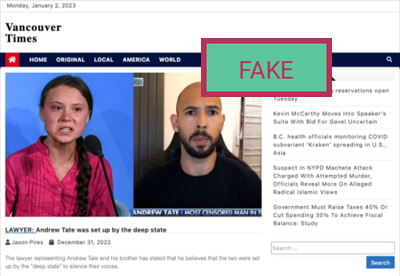 Monday, January 2, 2023
Vancouver
Times
HOME ORIGINAL LOCAL AMERICA WORLD
FAKE
reservations open
Tuesday
Kevin McCarthy Moves Into Speaker's
Suite With Bid For Gavel Uncertain
B.C. health officials monitoring COVID
subvariant 'Kraken' spreading in U.S.,
Asia
Suspect In NYPD Machete Attack
Charged With Attempted Murder,
Officials Reveal More On Alleged
Radical Islamic Views
Government Must Raise Taxes 40% Or
Cut Spending 30% To Achieve Fiscal
Balance: Study
ANDREW TATE | MOST CENSORED MAN IN
LAWYER: Andrew Tate was set up by the deep state
Jason Pires December 31, 2022
The lawyer representing Andrew Tate and his brother has stated that he believes that the two were set
up by the "deep state" to silence their voices.
Search ...
Search